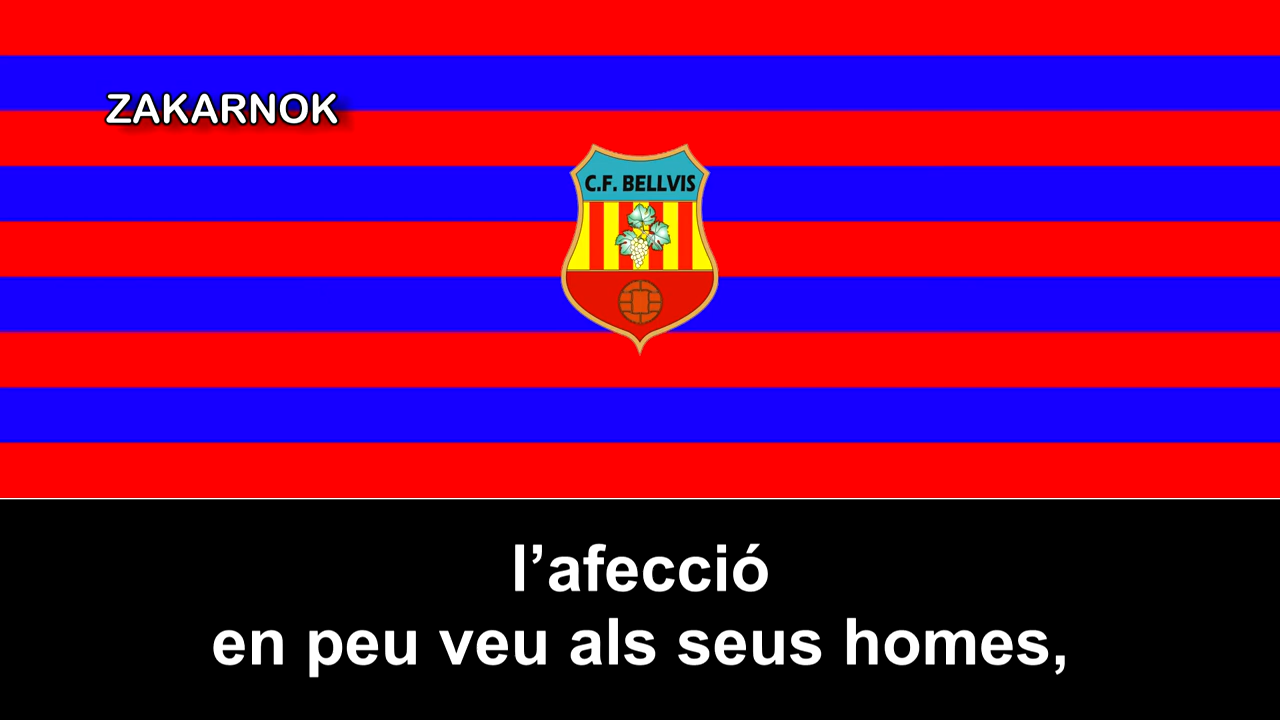 ZAKARNOK
C.F. BELLVIS
l’afecció
en peu veu als seus homes,